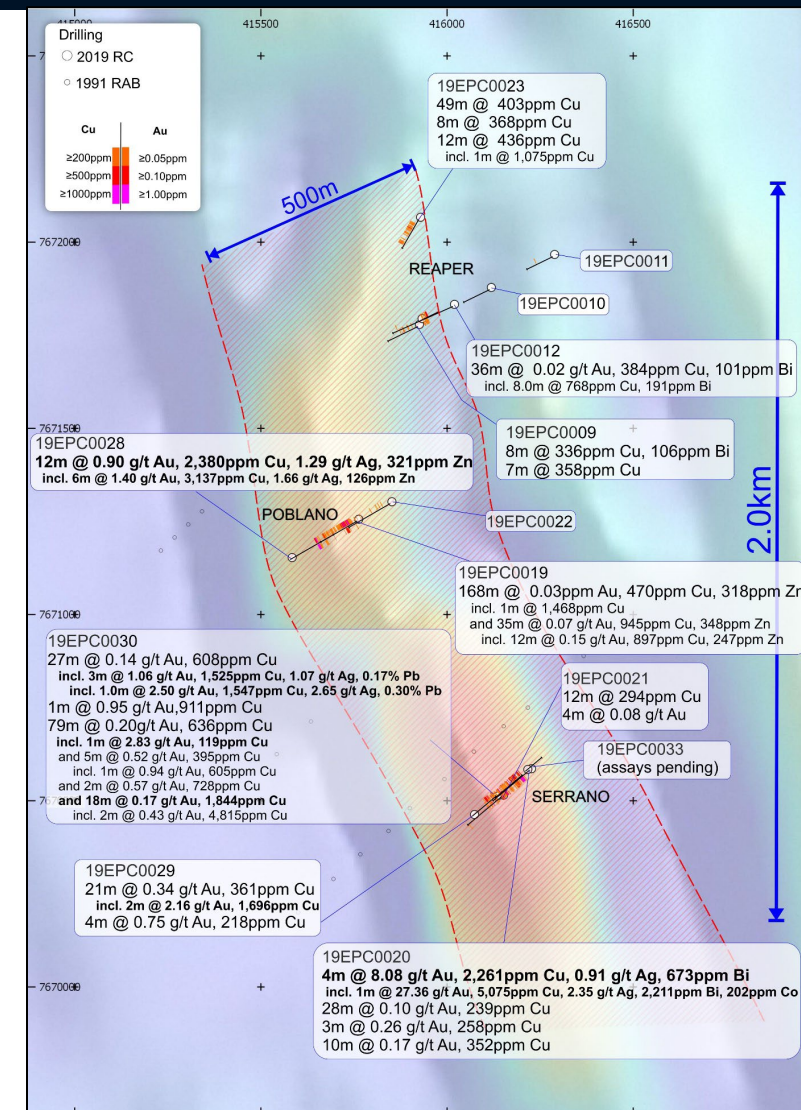 415000
415500
416000
416500
Drilling
2019 RC
1991 RAB
Cu Au
≥200ppm ≥0.05ppm
≥500ppm ≥0.10ppm
≥1000ppm ≥1.00ppm
19EPC0023
49m @ 403ppm Cu
8m @ 368ppm Cu
12m @ 436ppm Cu
incl. 1m @ 1,075ppm Cu
500m
7672000
REAPER
19EPC0011
19EPC0010
19EPC0012
36m @ 0.02 g/t Au, 384ppm Cu, 101ppm Bi
incl. 8.0m @ 768ppm Cu, 191ppm Bi
7671500
19EPC0009
8m @ 336ppm Cu, 106ppm Bi
7m @ 358ppm Cu
19EPC0028
12m @ 0.90 g/t Au, 2,380ppm Cu, 1.29 g/t Ag, 321ppm Zn
incl. 6m @ 1.40 g/t Au, 3,137ppm Cu, 1.66 g/t Ag, 126ppm Zn
2.0km
POBLANO
19EPC0022
19EPC0019
168m @ 0.03ppm Au, 470ppm Cu, 318ppm Zn
incl. 1m @ 1,468ppm Cu
and 35m @ 0.07 g/t Au, 945ppm Cu, 348ppm Zn
incl. 12m @ 0.15 g/t Au, 897ppm Cu, 247ppm Zn
7671000
19EPC0030
27m @ 0.14 g/t Au, 608ppm Cu
incl. 3m @ 1.06 g/t Au, 1,525ppm Cu, 1.07 g/t Ag, 0.17% Pb
incl. 1.0m @ 2.50 g/t Au, 1,547ppm Cu, 2.65 g/t Ag, 0.30% Pb
1m @ 0.95 g/t Au,911ppm Cu
79m @ 0.20g/t Au, 636ppm Cu
incl. 1m @ 2.83 g/t Au, 119ppm Cu
and 5m @ 0.52 g/t Au, 395ppm Cu
incl. 1m @ 0.94 g/t Au, 605ppm Cu
and 2m @ 0.57 g/t Au, 728ppm Cu
and 18m @ 0.17 g/t Au, 1,844ppm Cu
incl. 2m @ 0.43 g/t Au, 4,815ppm Cu
19EPC0021
12m @ 294ppm Cu
4m @ 0.08 g/t Au
19EPC0033
(assays pending)
SERRANO
19EPC0029
21m @ 0.34 g/t Au, 361ppm Cu
incl. 2m @ 2.16 g/t Au, 1,696ppm Cu
4m @ 0.75 g/t Au, 218ppm Cu
19EPC0020
4m @ 8.08 g/t Au, 2,261ppm Cu, 0.91 g/t Ag, 673ppm Bi
incl. 1m @ 27.36 g/t Au, 5,075ppm Cu, 2.35 g/t Ag, 2,211ppm Bi, 202ppm Co
28m @ 0.10 g/t Au, 239ppm Cu
3m @ 0.26 g/t Au, 258ppm Cu
10m @ 0.17 g/t Au, 352ppm Cu
7670000